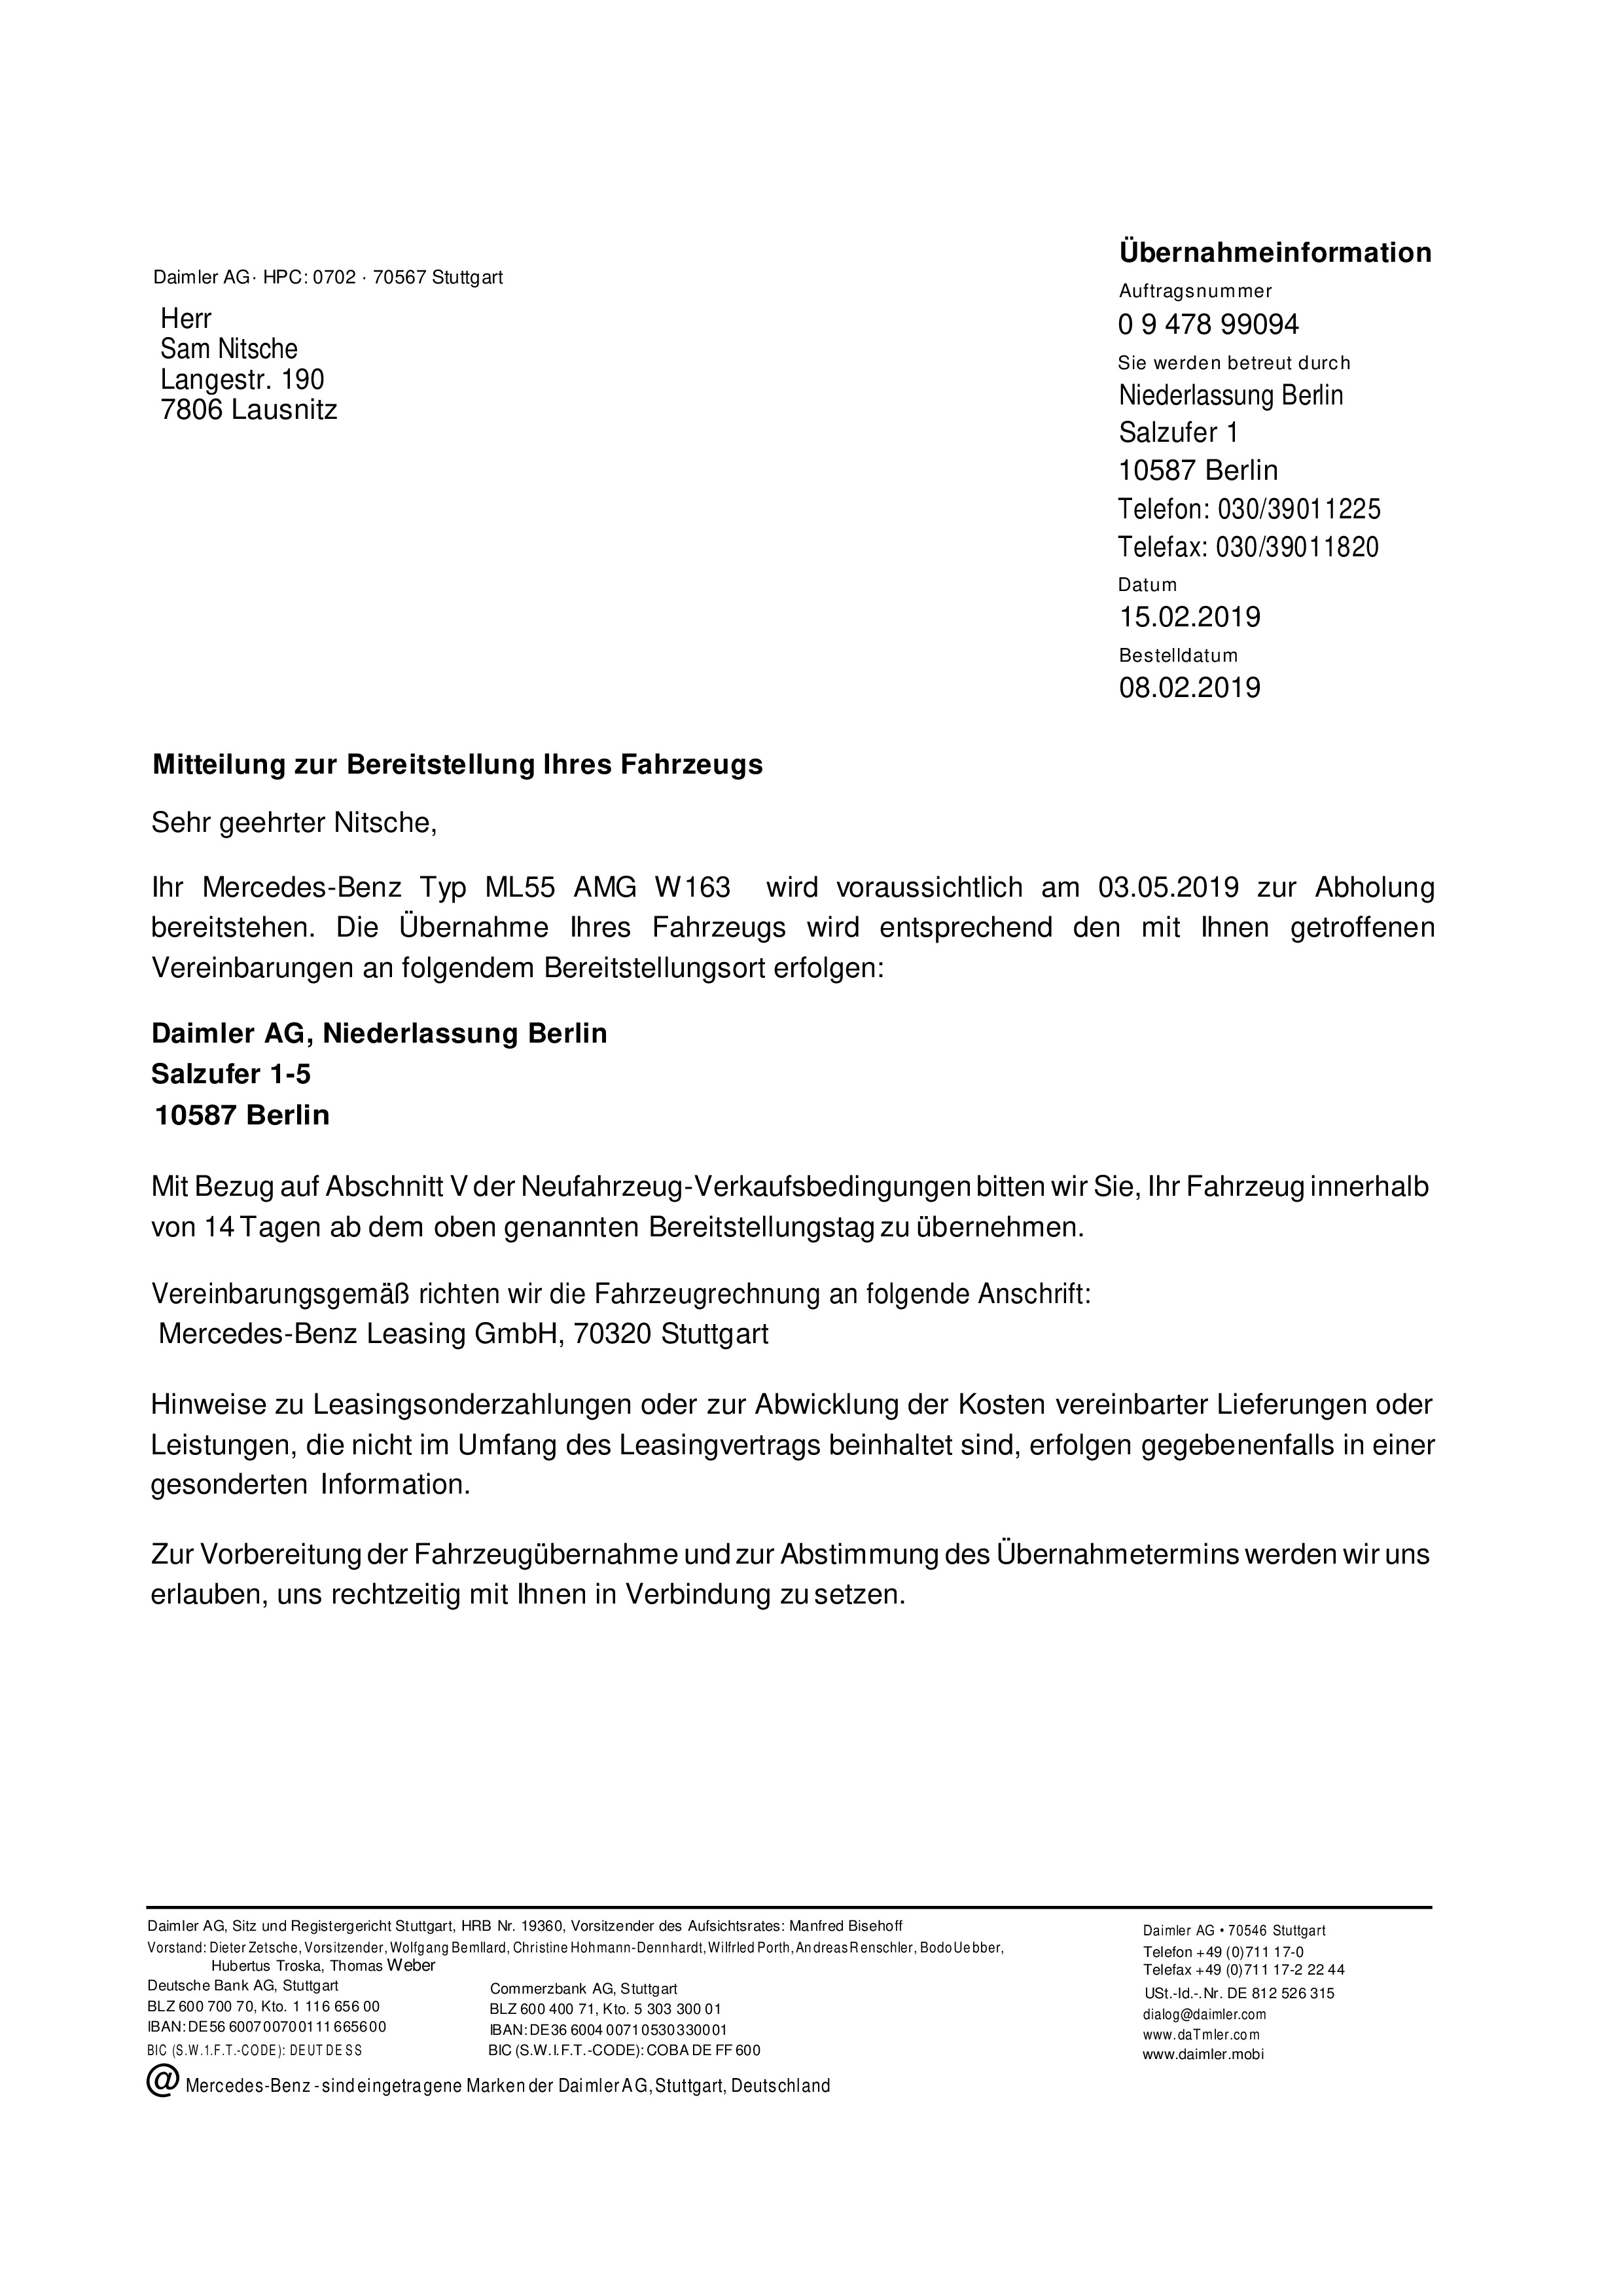 Daimler AG · HPC: 0702 · 70567 Stuttgart
Herr
Sam Nitsche
Langestr. 190
7806 Lausnitz
Übernahmeinformation
Auftragsnummer
0 9 478 99094
Sie werden betreut durch
Niederlassung Berlin
Salzufer 1
10587 Berlin
Telefon: 030/39011225
Telefax: 030/39011820
Datum
15.02.2019
Bestelldatum
08.02.2019
Mitteilung zur Bereitstellung Ihres Fahrzeugs
Sehr geehrter Nitsche,
Ihr Mercedes-Benz Typ ML55 AMG W163 wird voraussichtlich am 03.05.2019 zur Abholung
bereitstehen. Die Übernahme Ihres Fahrzeugs wird entsprechend den mit Ihnen getroffenen
Vereinbarungen an folgendem Bereitstellungsort erfolgen:
Daimler AG, Niederlassung Berlin
Salzufer 1-5
10587 Berlin
Mit Bezug auf Abschnitt V der Neufahrzeug-Verkaufsbedingungen bitten wir Sie, Ihr Fahrzeug innerhalb
von 14 Tagen ab dem oben genannten Bereitstellungstag zu übernehmen.
Vereinbarungsgemäß richten wir die Fahrzeugrechnung an folgende Anschrift:
Mercedes-Benz Leasing GmbH, 70320 Stuttgart
Hinweise zu Leasingsonderzahlungen oder zur Abwicklung der Kosten vereinbarter Lieferungen oder
Leistungen, die nicht im Umfang des Leasingvertrags beinhaltet sind, erfolgen gegebenenfalls in einer
gesonderten Information.
Zur Vorbereitung der Fahrzeugübernahme und zur Abstimmung des Übernahmetermins werden wir uns
erlauben, uns rechtzeitig mit Ihnen in Verbindung zu setzen.
Daimler AG, Sitz und Registergericht Stuttgart, HRB Nr. 19360, Vorsitzender des Aufsichtsrates: Manfred Bisehoff
Vorstand: Dieter Zetsche, Vorsitzender, Wolfgang Bemllard, Christine Hohmann-Dennhardt, Wilfrled Porth, Andreas Renschler, Bodo Uebber,
Hubertus Troska, Thomas Weber
Deutsche Bank AG, Stuttgart
BLZ 600 700 70, Kto. 1 116 656 00
IBAN: DE56 6007 0070 0111 6656 00
BIC (S.W.1.F.T.-CODE): DEUT DE SS
Commerzbank AG, Stuttgart
BLZ 600 400 71, Kto. 5 303 300 01
IBAN: DE36 6004 0071 0530 3300 01
BIC (S.W.I.F.T.-CODE): COBA DE FF 600
@ Mercedes-Benz - sind eingetragene Marken der Daimler AG, Stuttgart, Deutschland
Daimler AG • 70546 Stuttgart
Telefon +49 (0)711 17-0
Telefax +49 (0)711 17-2 22 44
USt.-Id.-.Nr. DE 812 526 315
dialog@daimler.com
www.daTmler.com
www.daimler.mobi